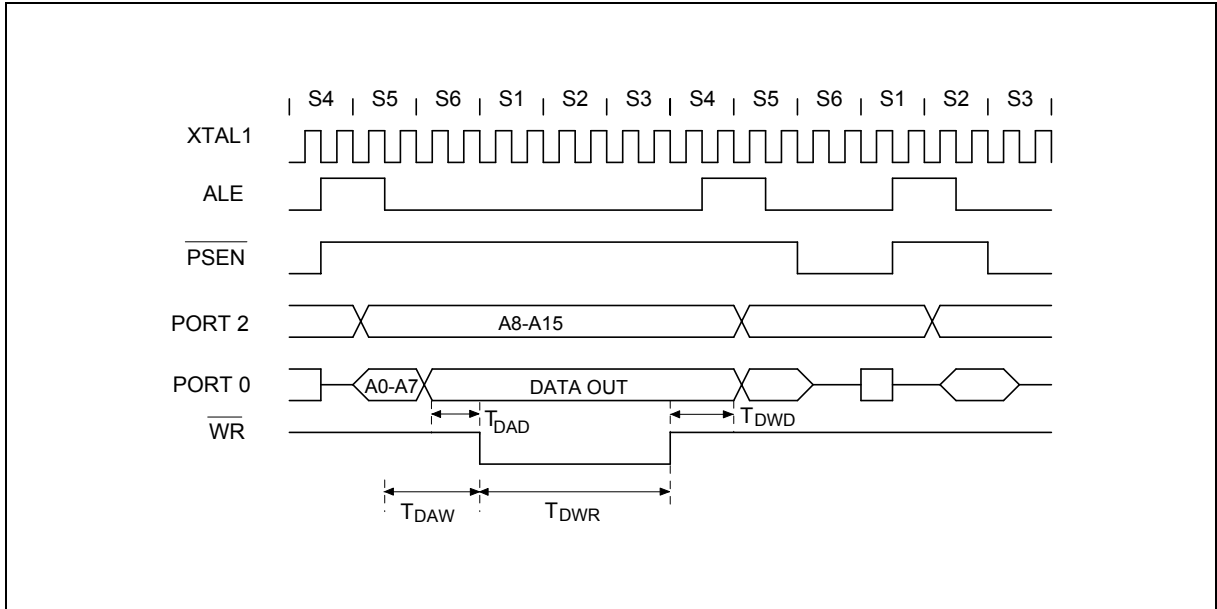 | S4 | S5 | S6 | S1 | S2 | S3 | S4 | S5 | S6 | S1 | S2 | S3 |
XTAL1
ALE
PSEN
PORT 2 A8-A15
PORT 0 A0-A7 DATA OUT
TDAD TDWD
WR
TDAW TDWR